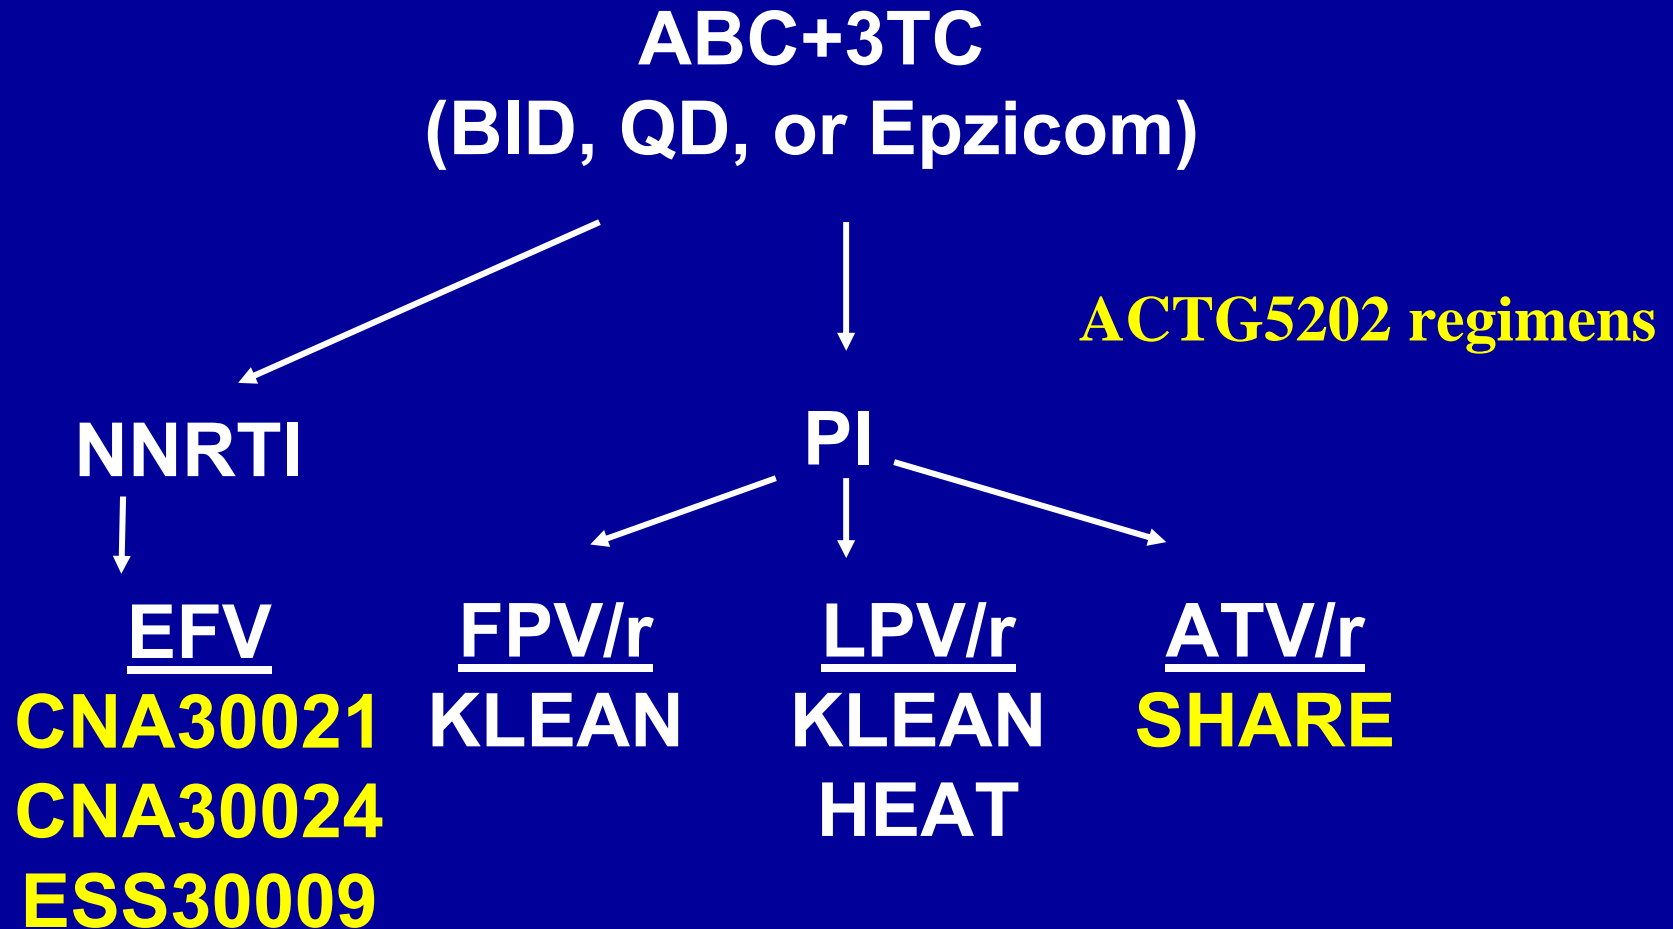 ABC+3TC
(BID, QD, or Epzicom)
ACTG5202 regimens
NNRTI
PI
EFV
CNA30021
CNA30024
ESS30009
FPV/r
KLEAN
LPV/r
KLEAN
HEAT
ATV/r
SHARE